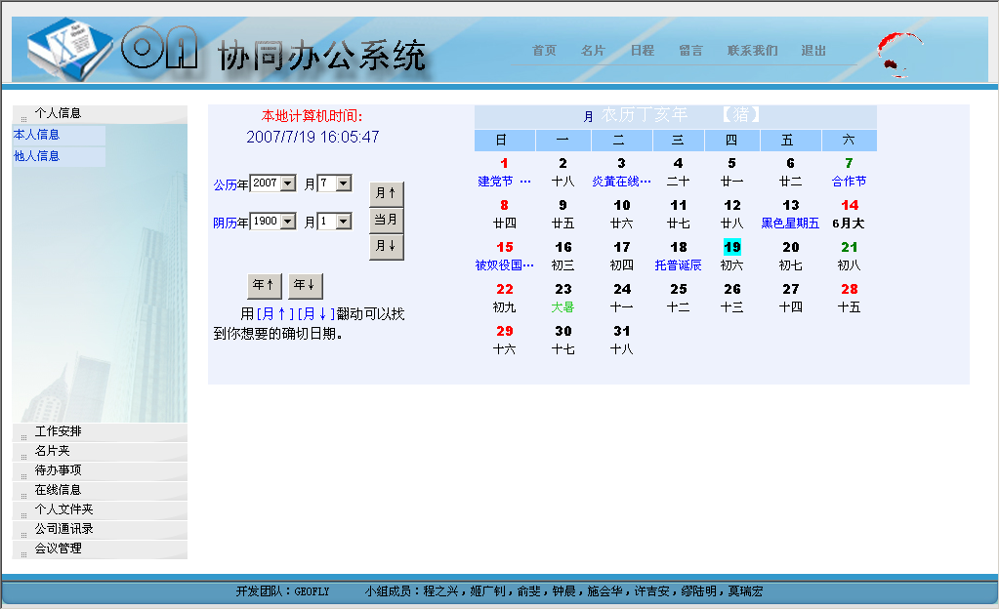 OA 协同办公系统
首页 名片 日程 留言 联系我们 退出
个人信息
本人信息
他人信息
工作安排
名片夹
待办事项
在线信息
个人文件夹
公司通讯录
会议管理
本地计算机时间:
2007/7/19 16:05:47
公历年 2007 月 7
阴历年 1900 月 1
月↑
当月
月↓
年↑ 年↓
用[月↑][月↓]翻动可以找
到你想要的确切日期。
月 农历丁亥年 【猪】
日 一 二 三 四 五 六
1 2 3 4 5 6 7
建党节 … 十八 炎黄在线… 二十 廿一 廿二 合作节
8 9 10 11 12 13 14
廿四 廿五 廿六 廿七 廿八 黑色星期五 6月大
15 16 17 18 19 20 21
被奴役国… 初三 初四 托普诞辰 初六 初七 初八
22 23 24 25 26 27 28
初九 大暑 十一 十二 十三 十四 十五
29 30 31
十六 十七 十八
开发团队：GEOFLY 小组成员：程之兴，姬广钊，俞斐，钟晨，施会华，许吉安，缪陆明，莫瑞宏